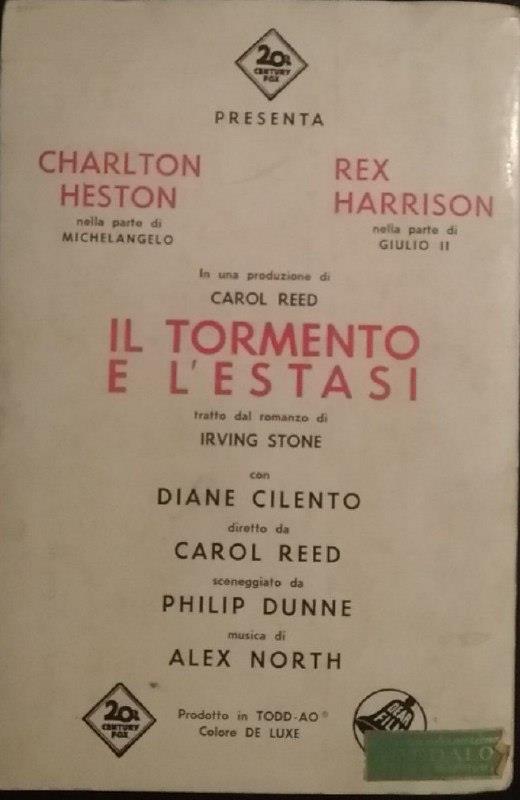 20th
CENTURY
FOX
PRESENTA
CHARLTON
HESTON
nella parte di
MICHELANGELO
REX
HARRISON
nella parte di
GIULIO II
In una produzione di
CAROL REED
IL TORMENTO
E L'ESTASI
tratto dal romanzo di
IRVING STONE
con
DIANE CILENTO
diretto da
CAROL REED
sceneggiato da
PHILIP DUNNE
musica di
ALEX NORTH
20th
CENTURY
FOX
Prodotto in TODD-AO®
Colore DE LUXE
DEAR
FILM